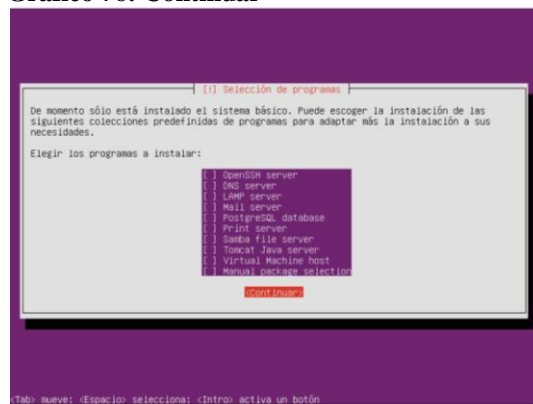 [!] Selección de programas
De momento sólo está instalado el sistema básico. Puede escoger la instalación de las
siguientes colecciones predefinidas de programas para adaptar más la instalación a sus
necesidades.
Elegir los programas a instalar:
[ ] OpenSSH server
[ ] DNS server
[ ] LAMP server
[ ] Mail server
[ ] PostgreSQL database
[ ] Print server
[ ] Samba file server
[ ] Tomcat Java server
[ ] Virtual Machine host
[ ] Manual package selection
<Continuar>
<Tab> mueve; <Espacio> selecciona; <Intro> activa un botón